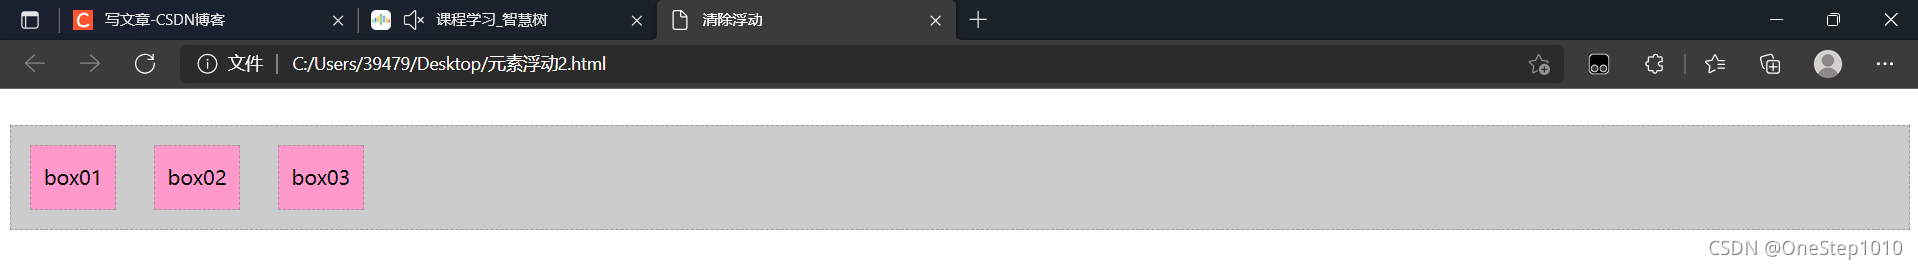 写文章-CSDN博客
课程学习_智慧树
清除浮动
文件
C:/Users/39479/Desktop/元素浮动2.html
box01
box02
box03
CSDN @OneStep1010